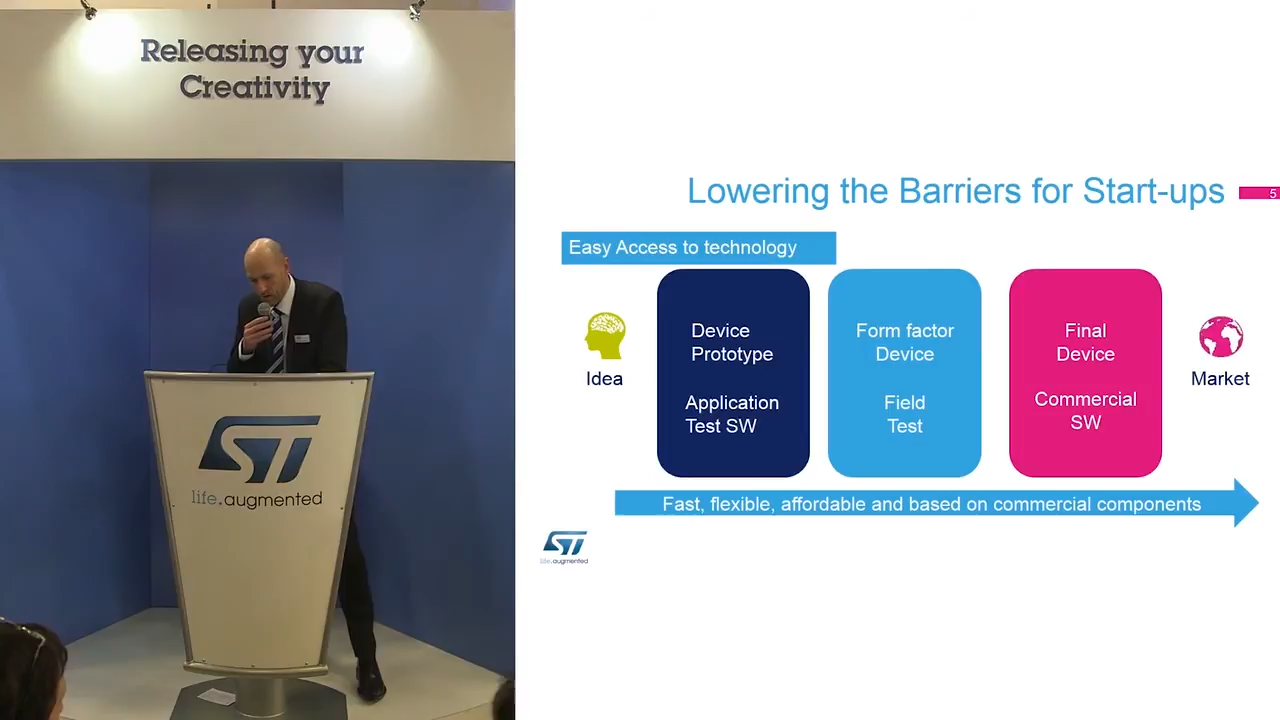 Releasing your
Creativity
ST
life.augmented
Lowering the Barriers for Start-ups
5
Easy Access to technology
Idea
Device
Prototype
Application
Test SW
Form factor
Device
Field
Test
Final
Device
Commercial
SW
Market
Fast, flexible, affordable and based on commercial components
ST
life.augmented